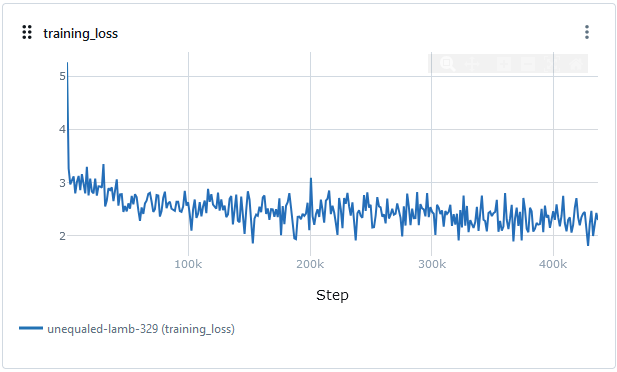 training_loss
5
4
3
2
100k
200k
300k
400k
Step
unequaled-lamb-329 (training_loss)